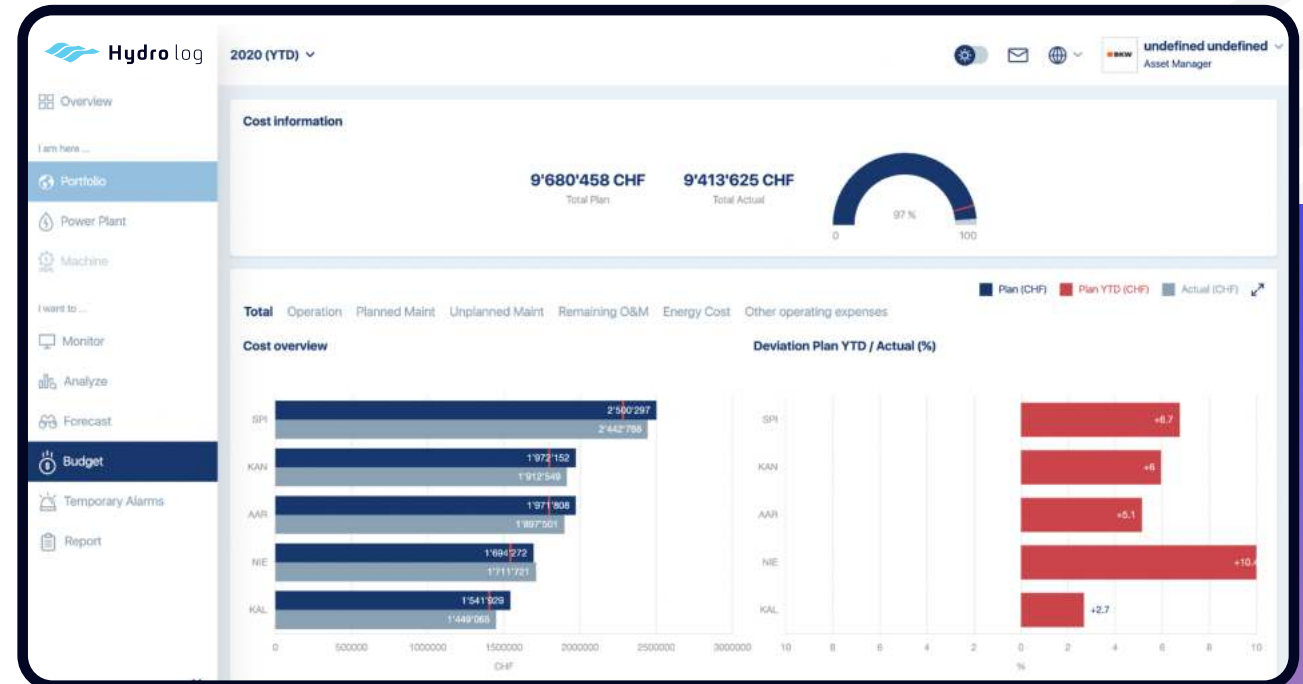 Hydro log
2020 (YTD)
BKW
undefined undefined
Asset Manager
Overview
I am here ...
Portfolio
Power Plant
Machine
I want to ...
Monitor
Analyze
Forecast
Budget
Temporary Alarms
Report
Cost information
9'680'458 CHF
Total Plan
9'413'625 CHF
Total Actual
97 %
0
100
Plan (CHF) Plan YTD (CHF) Actual (CHF)
Total Operation Planned Maint Unplanned Maint Remaining O&M Energy Cost Other operating expenses
Cost overview
SPI
2'500'297
2'442'788
KAN
1'972'152
1'912'549
AAR
1'971'808
1'897'501
NIE
1'694'272
1'711'721
KAL
1'541'929
1'449'065
0 500000 1000000 1500000 2000000 2500000 3000000
CHF
Deviation Plan YTD / Actual (%)
SPI
+6.7
KAN
+6
AAR
+5.1
NIE
+10.4
KAL
+2.7
10 8 6 4 2 0 2 4 6 8 10
%